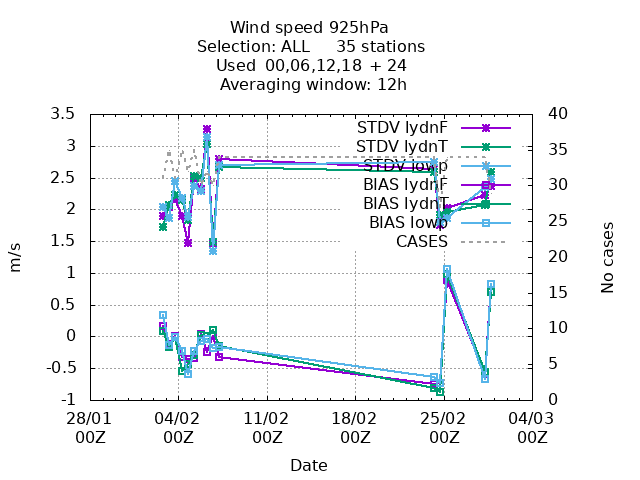 Wind speed 925hPa
Selection: ALL 35 stations
Used 00,06,12,18 + 24
Averaging window: 12h
3.5
3
2.5
2
1.5
1
0.5
0
-0.5
-1
m/s
40
35
30
25
20
15
10
5
0
No cases
STDV lydnF
STDV lydnT
STDV lowp
BIAS lydnF
BIAS lydnT
BIAS lowp
CASES
28/01 04/02 11/02 18/02 25/02 04/03
00Z 00Z 00Z 00Z 00Z 00Z
Date